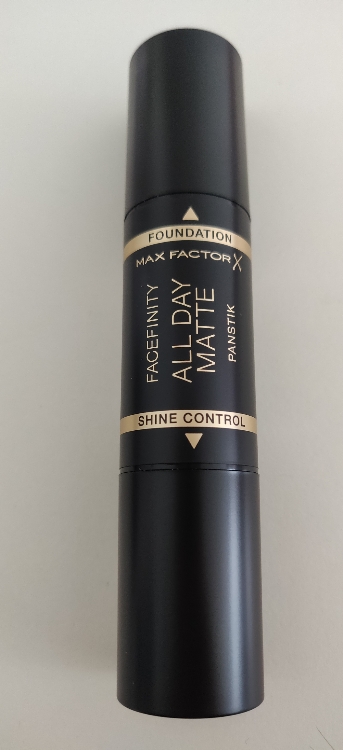 FOUNDATION
MAX FACTOR X
FACEFINITY
ALL DAY
MATTE
PANSTIK
SHINE CONTROL